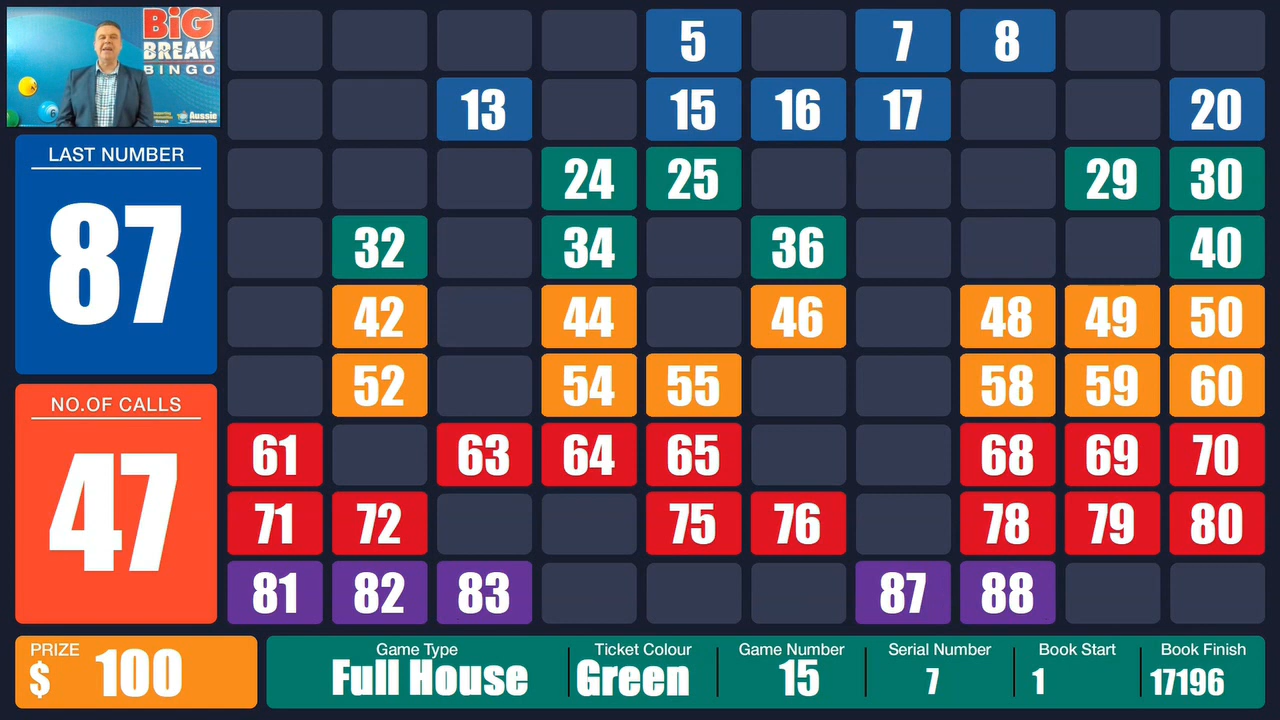 BiG
BREAK
BINGO
Aussie
LAST NUMBER
87
NO.OF CALLS
47
5 7 8
13 15 16 17 20
24 25 29 30
32 34 36 40
42 44 46 48 49 50
52 54 55 58 59 60
61 63 64 65 68 69 70
71 72 75 76 78 79 80
81 82 83 87 88
PRIZE
$ 100
Game Type
Full House
Ticket Colour
Green
Game Number
15
Serial Number
7
Book Start
1
Book Finish
17196